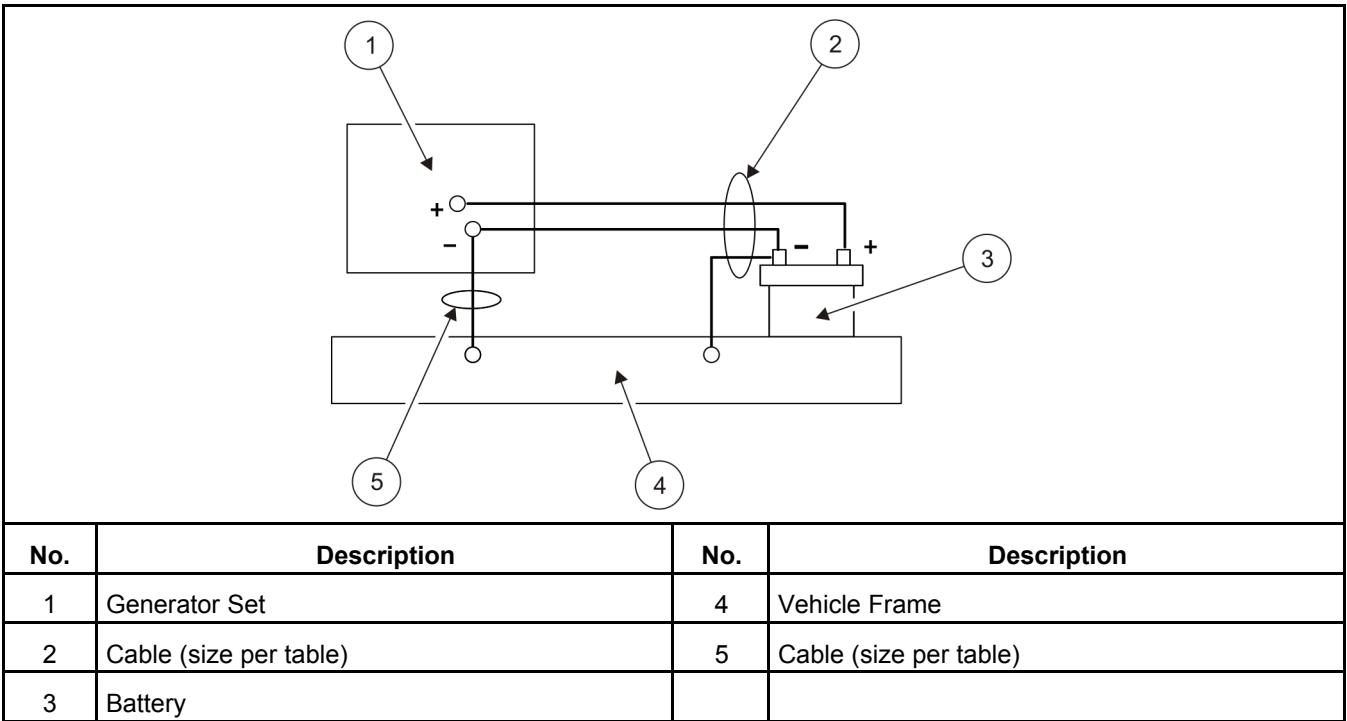 1
2
+
−
−
+
3
5
4
No. Description No. Description
1 Generator Set 4 Vehicle Frame
2 Cable (size per table) 5 Cable (size per table)
3 Battery